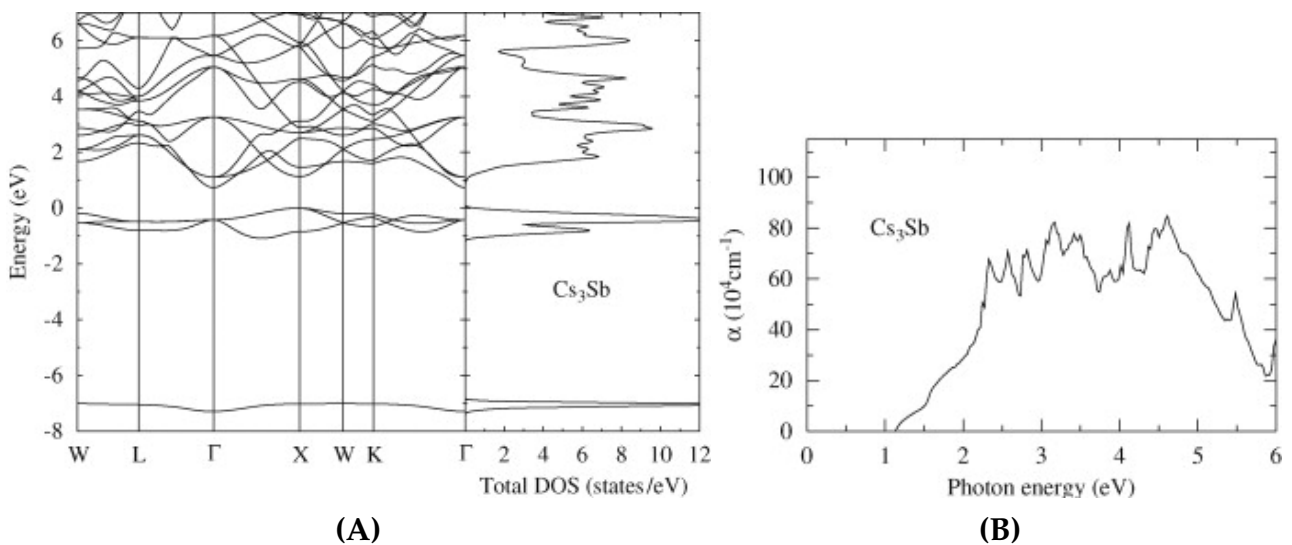 6
4
2
0
-2
-4
-6
-8
Energy (eV)
W L Γ X W K Γ
2 4 6 8 10 12
Total DOS (states/eV)
Cs₃Sb
(A)
100
80
60
40
20
0
α (10⁴cm⁻¹)
Cs₃Sb
0 1 2 3 4 5 6
Photon energy (eV)
(B)